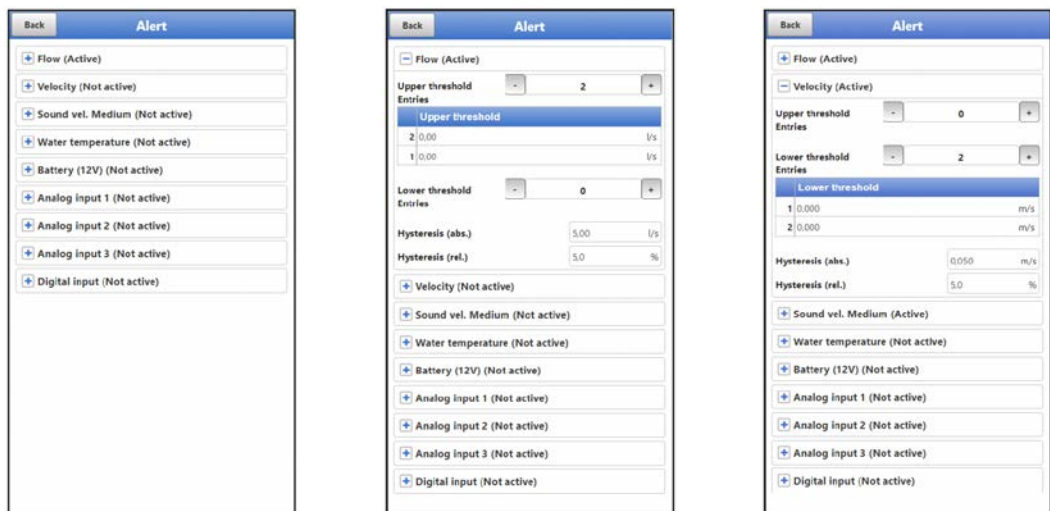 Back Alert
+ Flow (Active)
+ Velocity (Not active)
+ Sound vel. Medium (Not active)
+ Water temperature (Not active)
+ Battery (12V) (Not active)
+ Analog input 1 (Not active)
+ Analog input 2 (Not active)
+ Analog input 3 (Not active)
+ Digital input (Not active)
Back Alert
− Flow (Active)
Upper threshold - 2 +
Entries
Upper threshold
2 0,00 l/s
1 0,00 l/s
Lower threshold - 0 +
Entries
Hysteresis (abs.) 5,00 l/s
Hysteresis (rel.) 5.0 %
+ Velocity (Not active)
+ Sound vel. Medium (Not active)
+ Water temperature (Not active)
+ Battery (12V) (Not active)
+ Analog input 1 (Not active)
+ Analog input 2 (Not active)
+ Analog input 3 (Not active)
+ Digital input (Not active)
Back Alert
+ Flow (Active)
− Velocity (Active)
Upper threshold - 0 +
Entries
Lower threshold - 2 +
Entries
Lower threshold
1 0,000 m/s
2 0,000 m/s
Hysteresis (abs.) 0,050 m/s
Hysteresis (rel.) 5.0 %
+ Sound vel. Medium (Active)
+ Water temperature (Not active)
+ Battery (12V) (Not active)
+ Analog input 1 (Not active)
+ Analog input 2 (Not active)
+ Analog input 3 (Not active)
+ Digital input (Not active)